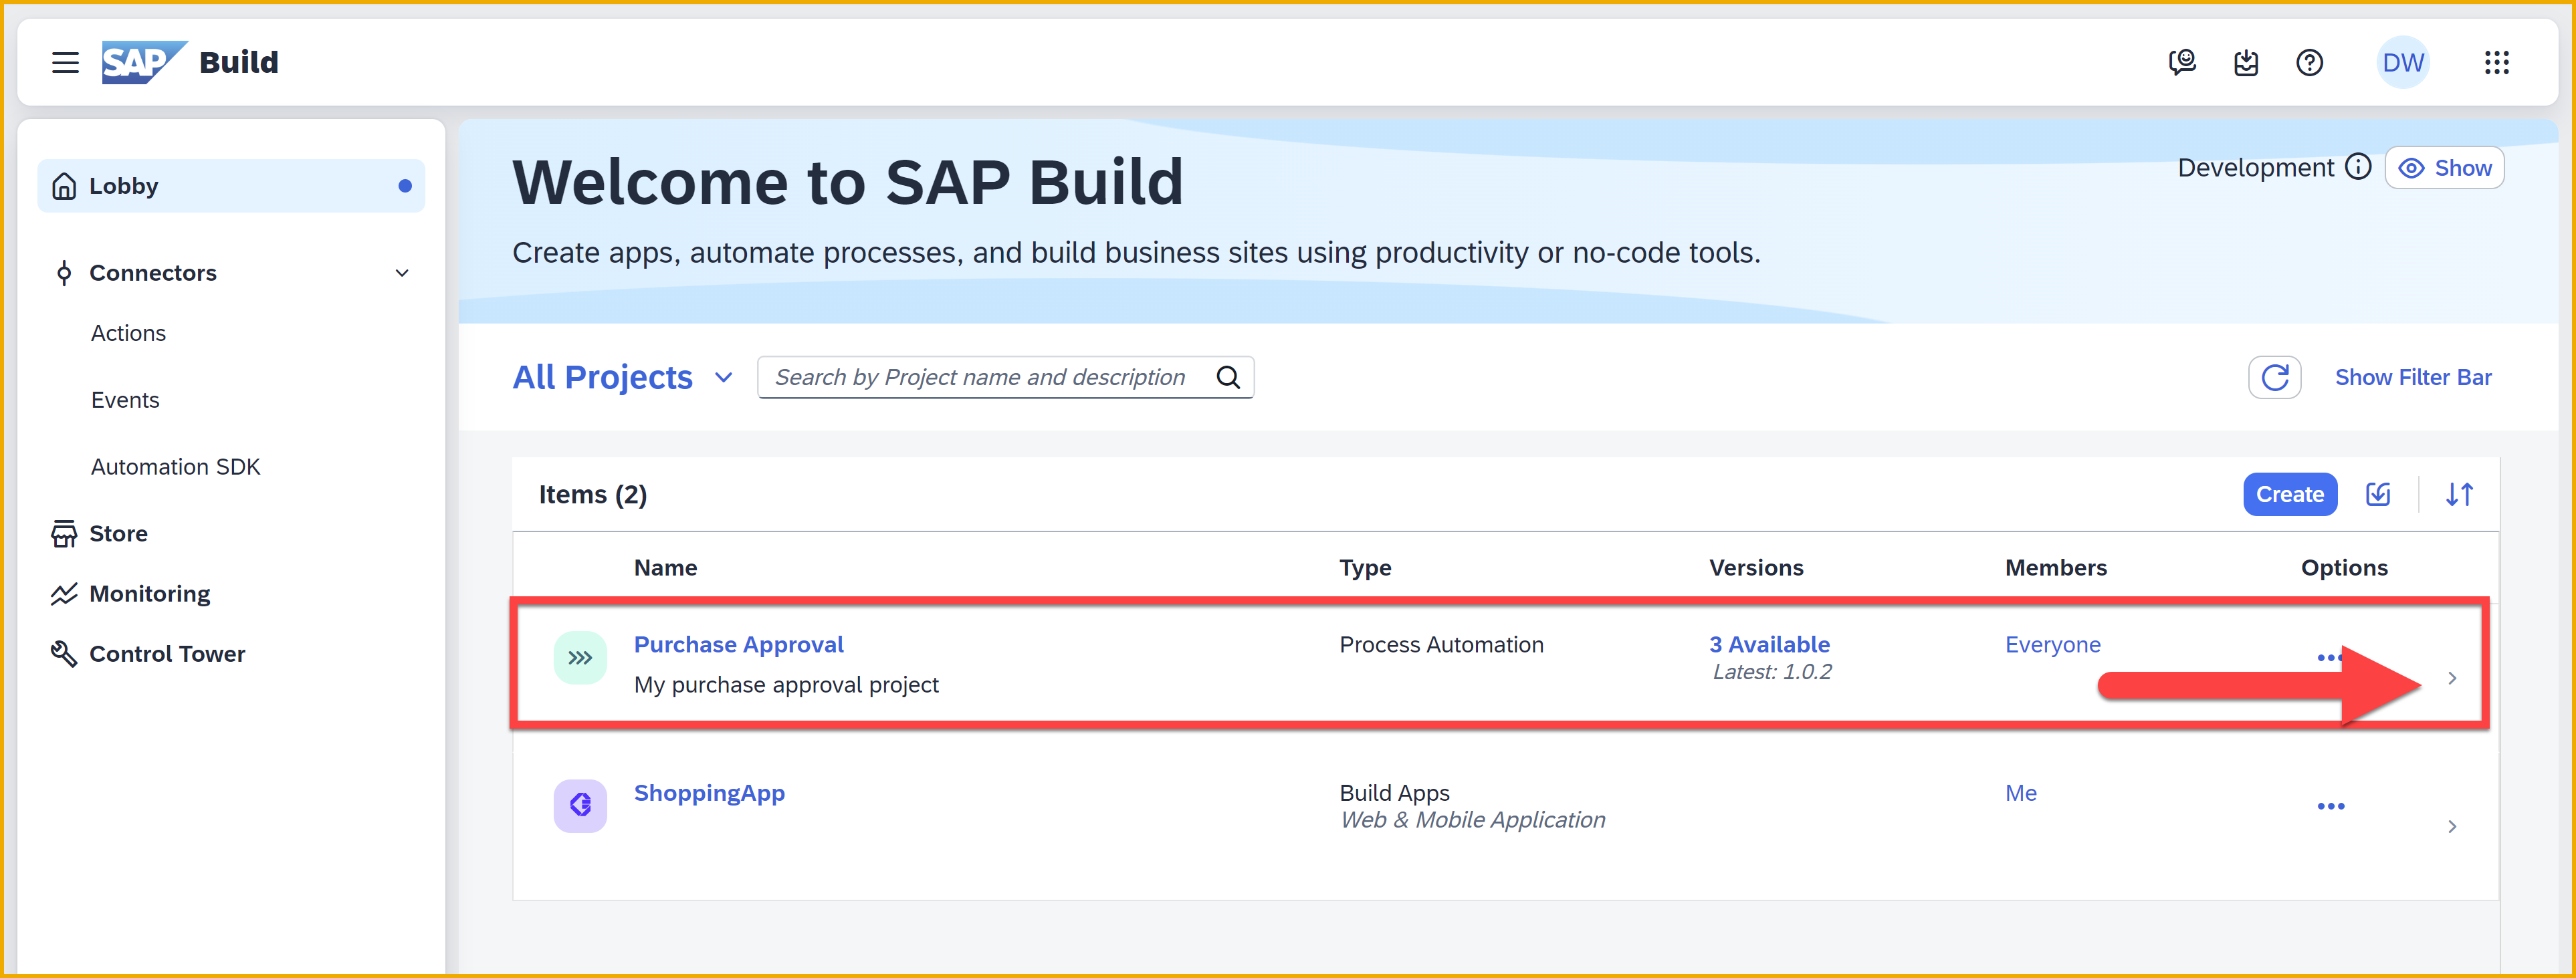 SAP Build
DW
Lobby
Connectors
Actions
Events
Automation SDK
Store
Monitoring
Control Tower
Welcome to SAP Build
Development
Show
Create apps, automate processes, and build business sites using productivity or no-code tools.
All Projects
Search by Project name and description
Show Filter Bar
Items (2)
Create
Name Type Versions Members Options
Purchase Approval Process Automation 3 Available Everyone
Latest: 1.0.2
My purchase approval project
ShoppingApp Build Apps Me
Web & Mobile Application